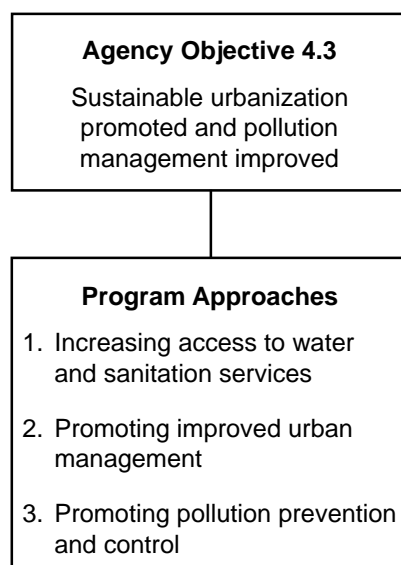 Agency Objective 4.3
Sustainable urbanization
promoted and pollution
management improved
Program Approaches
1. Increasing access to water
and sanitation services
2. Promoting improved urban
management
3. Promoting pollution prevention
and control